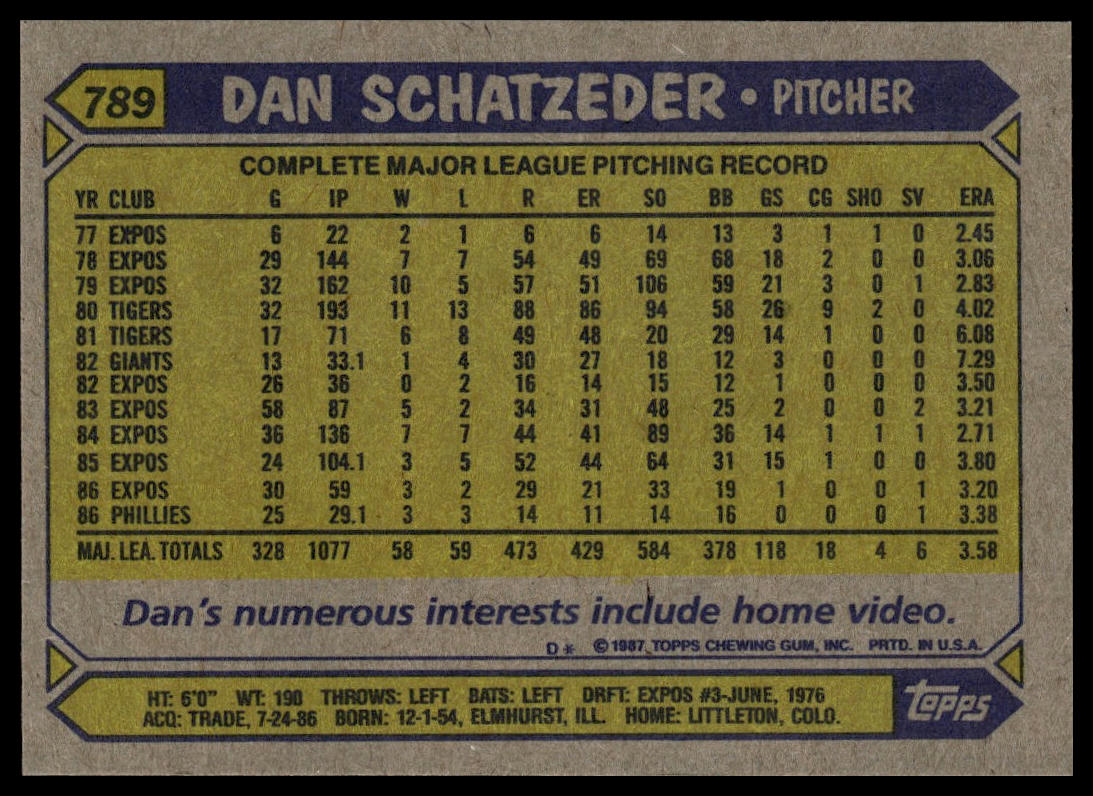 789 DAN SCHATZEDER • PITCHER
COMPLETE MAJOR LEAGUE PITCHING RECORD
YR CLUB G IP W L R ER SO BB GS CG SHO SV ERA
77 EXPOS 6 22 2 1 6 6 14 13 3 1 1 0 2.45
78 EXPOS 29 144 7 7 54 49 69 68 18 2 0 0 3.06
79 EXPOS 32 162 10 5 57 51 106 59 21 3 0 1 2.83
80 TIGERS 32 193 11 13 88 86 94 58 26 9 2 0 4.02
81 TIGERS 17 71 6 8 49 48 20 29 14 1 0 0 6.08
82 GIANTS 13 33.1 1 4 30 27 18 12 3 0 0 0 7.29
82 EXPOS 26 36 0 2 16 14 15 12 1 0 0 0 3.50
83 EXPOS 58 87 5 2 34 31 48 25 2 0 0 2 3.21
84 EXPOS 36 136 7 7 44 41 89 36 14 1 1 1 2.71
85 EXPOS 24 104.1 3 5 52 44 64 31 15 1 0 0 3.80
86 EXPOS 30 59 3 2 29 21 33 19 1 0 0 1 3.20
86 PHILLIES 25 29.1 3 3 14 11 14 16 0 0 0 1 3.38
MAJ. LEA. TOTALS 328 1077 58 59 473 429 584 378 118 18 4 6 3.58
Dan's numerous interests include home video.
D* ©1987 TOPPS CHEWING GUM, INC. PRTD. IN U.S.A.
HT: 6'0" WT: 190 THROWS: LEFT BATS: LEFT DRFT: EXPOS #3-JUNE, 1976
ACQ: TRADE, 7-24-86 BORN: 12-1-54, ELMHURST, ILL. HOME: LITTLETON, COLO.
topps